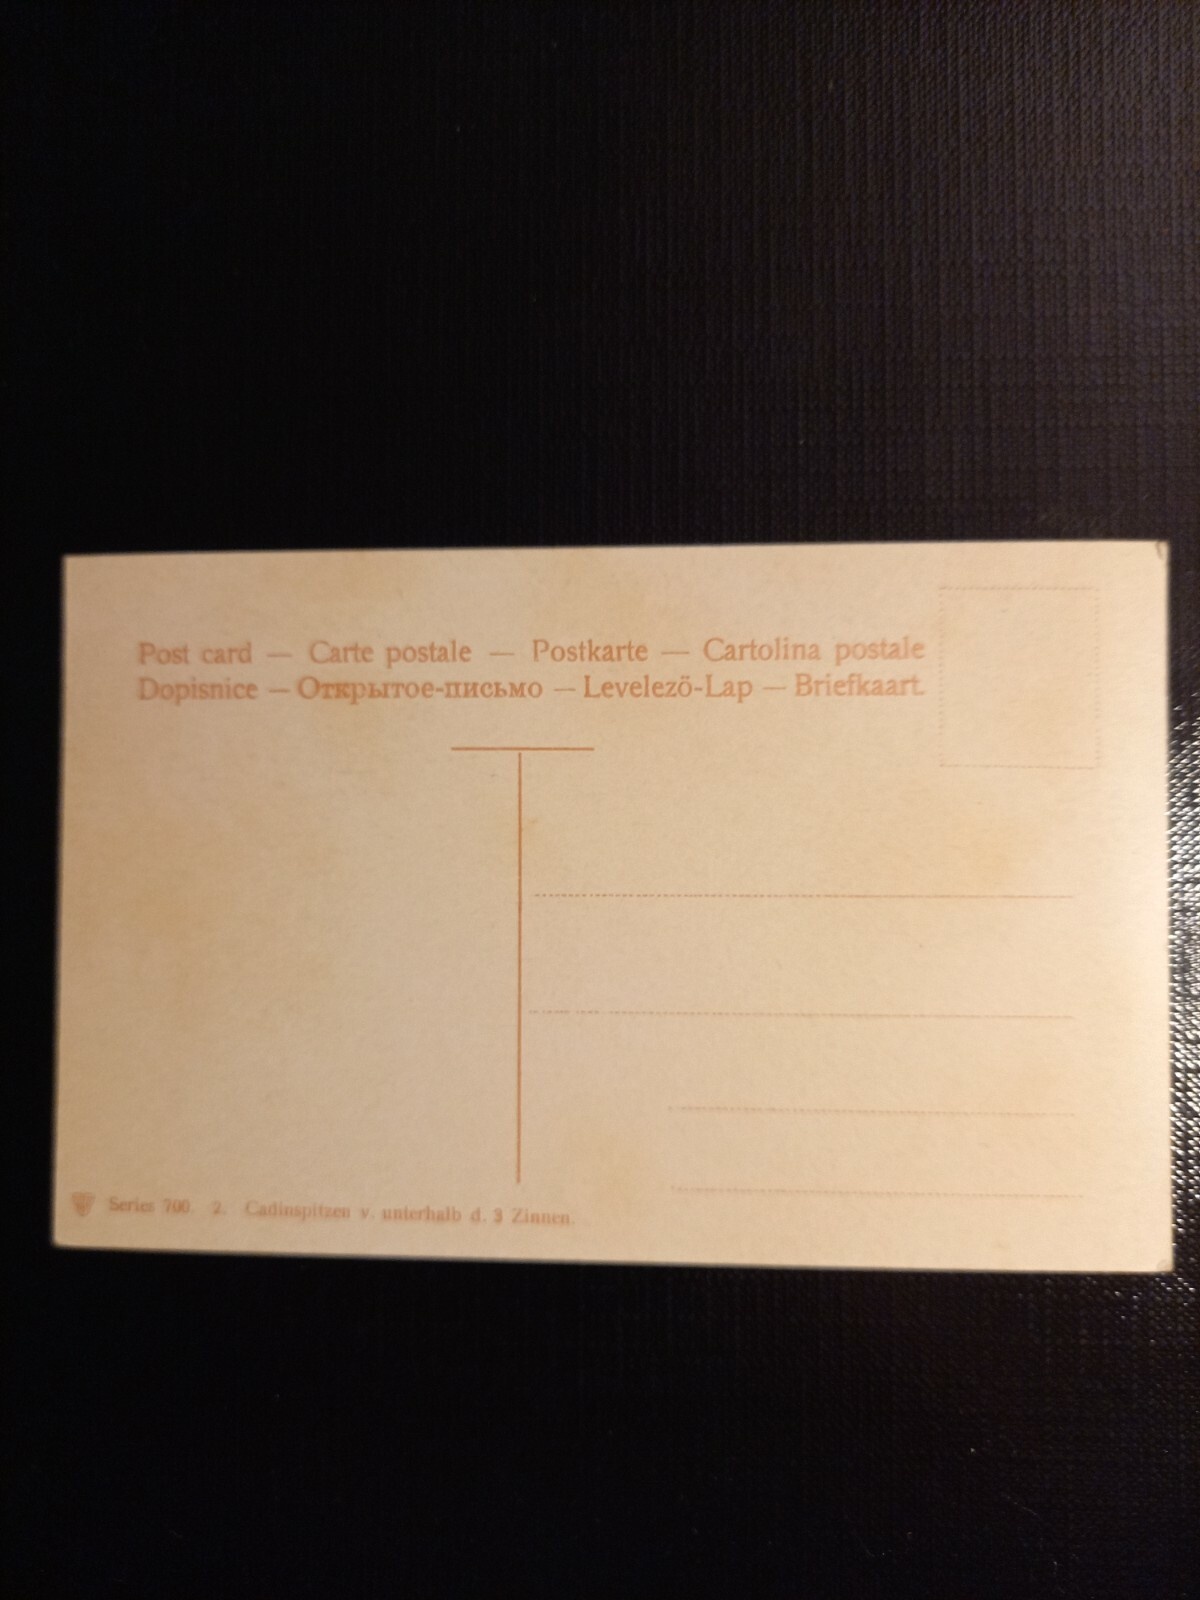 Post card — Carte postale — Postkarte — Cartolina postale
Dopisnice — Открытое-письмо — Levelezö-Lap — Briefkaart.
Series 700. 2. Cadinspitzen v. unterhalb d. 3 Zinnen.